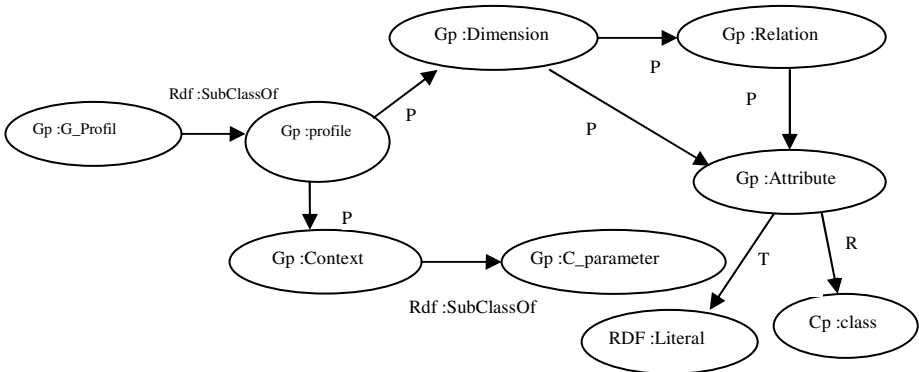 Gp :Dimension
Gp :Relation
P
Rdf :SubClassOf
P
P
P
Gp :G_Profil
Gp :profile
Gp :Attribute
P
Gp :Context
Gp :C_parameter
T
R
Rdf :SubClassOf
RDF :Literal
Cp :class